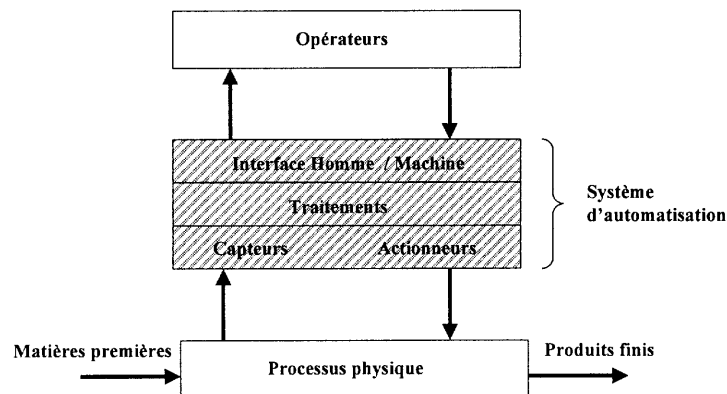 Opérateurs
Interface Homme / Machine
Traitements
Système
d'automatisation
Capteurs Actionneurs
Matières premières
Produits finis
Processus physique